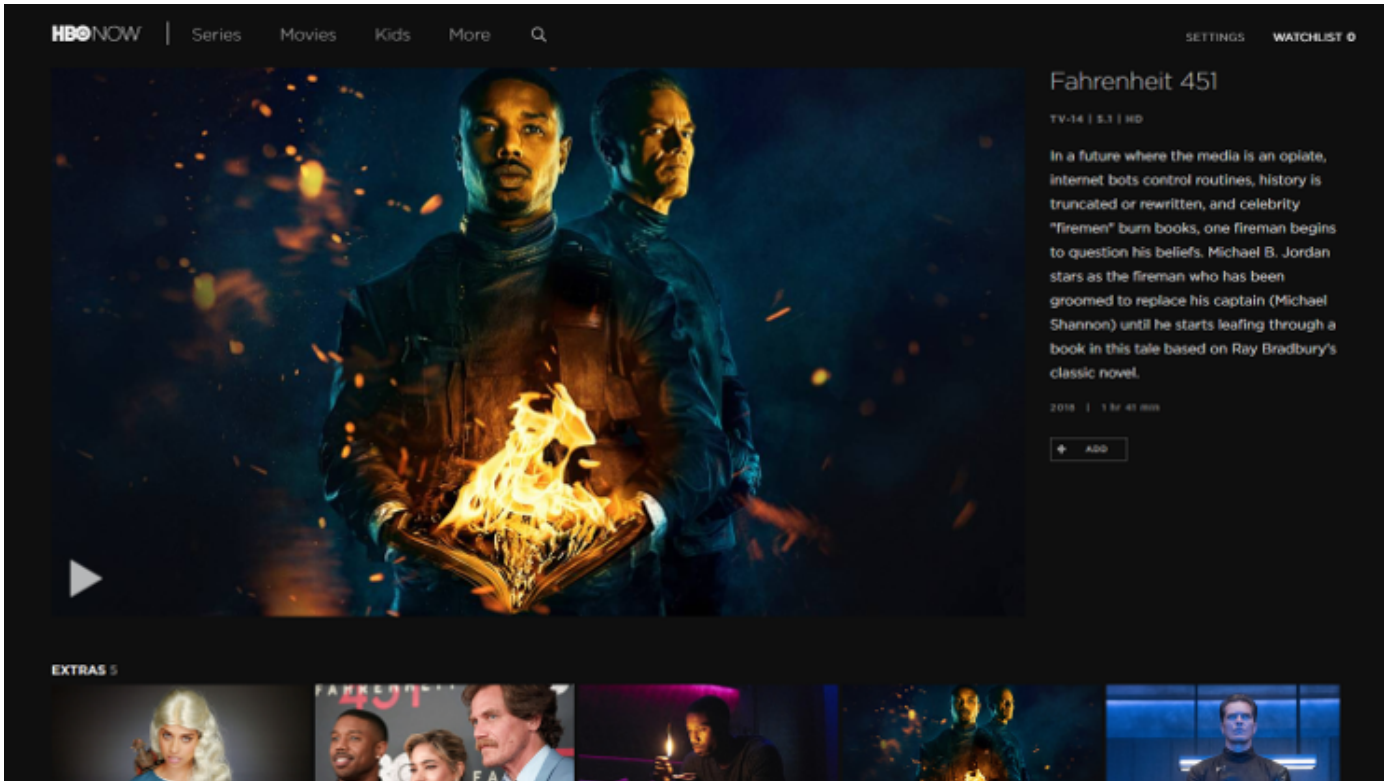 HBO NOW
Series
Movies
Kids
More
SETTINGS
WATCHLIST 0
Fahrenheit 451
TV-14 | 5.1 | HD
In a future where the media is an opiate,
internet bots control routines, history is
truncated or rewritten, and celebrity
"firemen" burn books, one fireman begins
to question his beliefs. Michael B. Jordan
stars as the fireman who has been
groomed to replace his captain (Michael
Shannon) until he starts leafing through a
book in this tale based on Ray Bradbury's
classic novel.
2018 | 1 hr 41 min
+ ADD
EXTRAS 5
FAHRENHEIT
451
FA